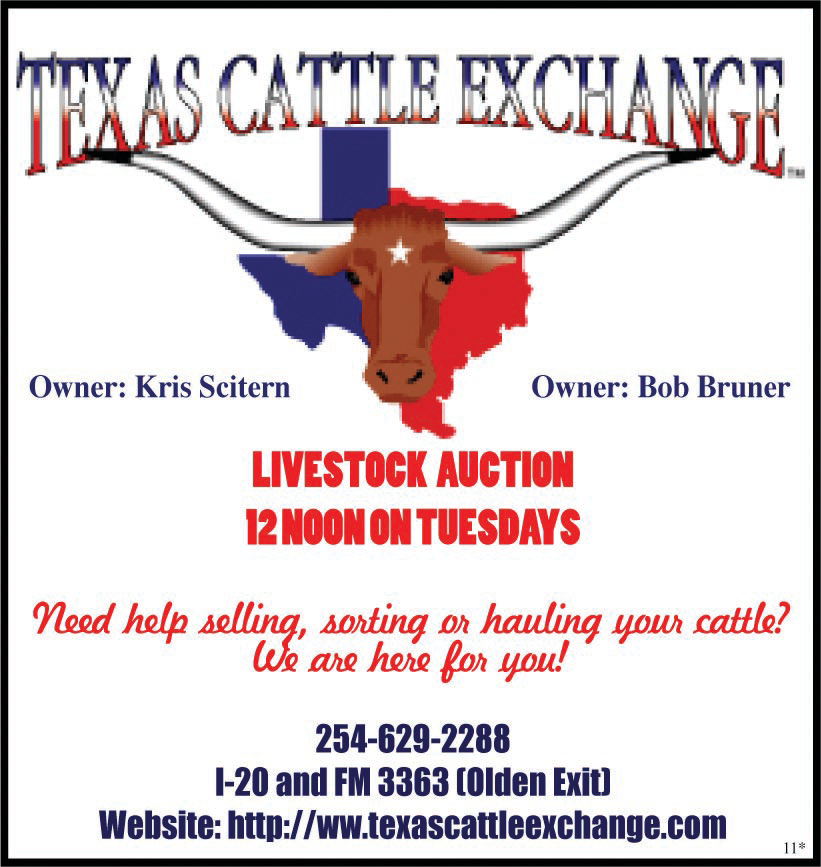 TEXAS CATTLE EXCHANGE™
Owner: Kris Scitern
Owner: Bob Bruner
LIVESTOCK AUCTION
12 NOON ON TUESDAYS
Need help selling, sorting or hauling your cattle?
We are here for you!
254-629-2288
I-20 and FM 3363 (Olden Exit)
Website: http://ww.texascattleexchange.com
11*